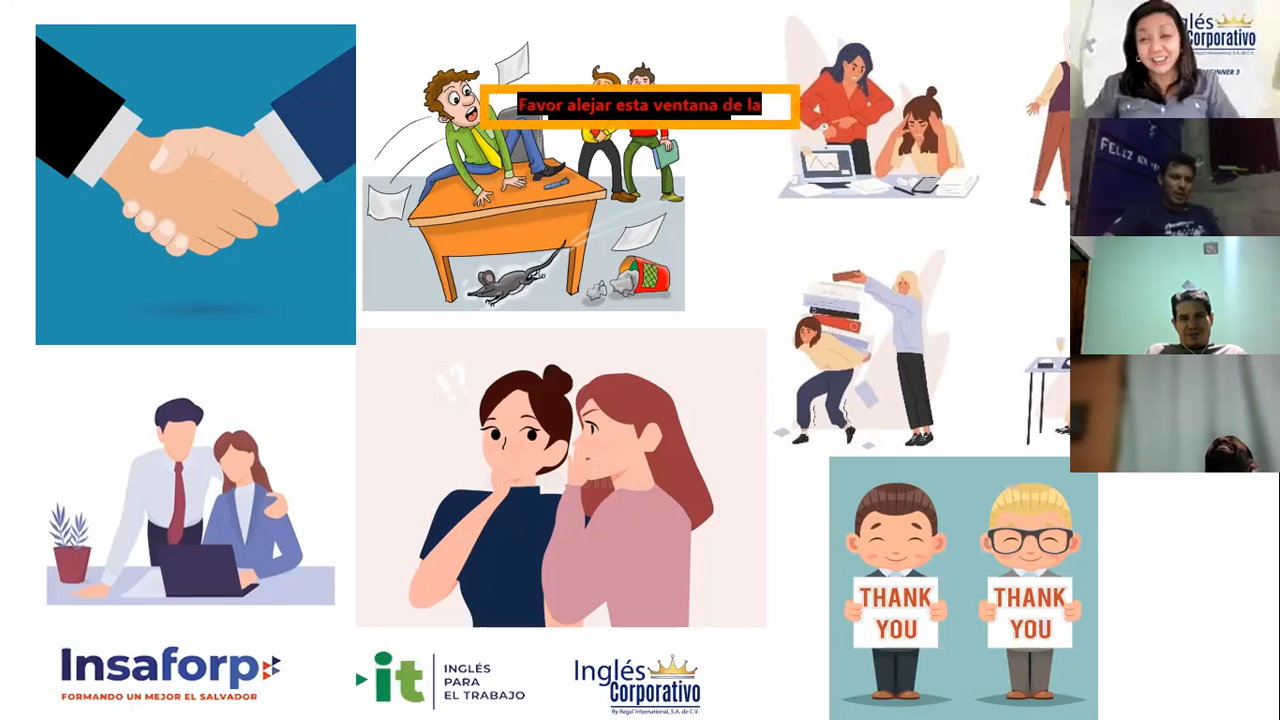 Favor alejar esta ventana de la
Inglés
Corporativo
BEGINNER 3
FELIZ
!?
THANK
YOU
THANK
YOU
Insaforp
FORMANDO UN MEJOR EL SALVADOR
it
INGLÉS
PARA
EL TRABAJO
Inglés
Corporativo
By Regal International, S.A. de C.V.